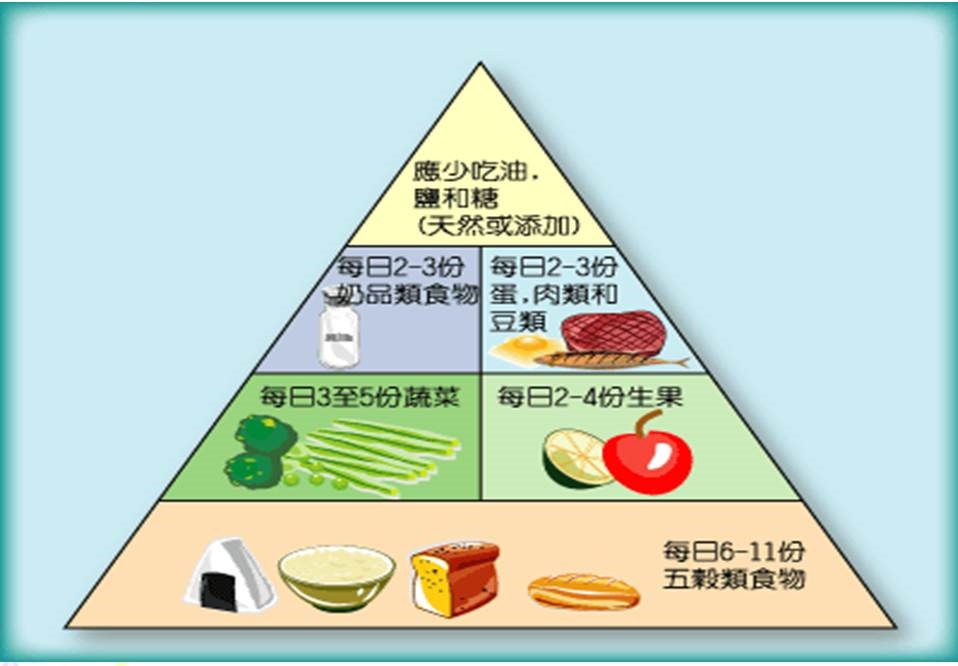 應少吃油.
鹽和糖
(天然或添加)
每日2-3份
奶品類食物
每日2-3份
蛋.肉類和
豆類
每日3至5份蔬菜
每日2-4份生果
每日6-11份
五穀類食物